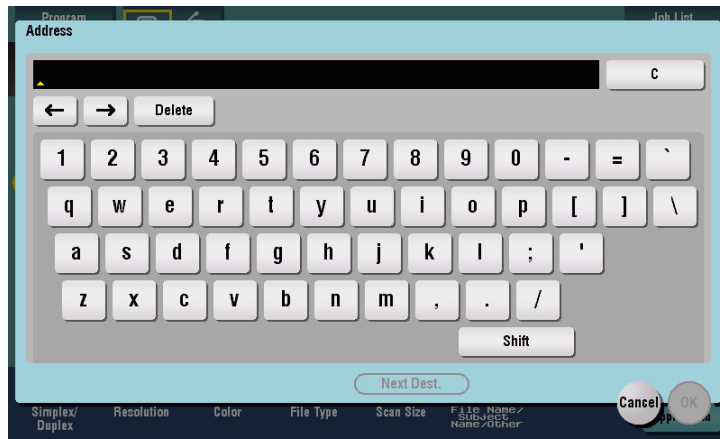 Program
Job List
Address
C
← → Delete
1 2 3 4 5 6 7 8 9 0 - = `
q w e r t y u i o p [ ] \
a s d f g h j k l ; '
z x c v b n m , . /
Shift
Next Dest.
Cancel OK
Simplex/
Duplex
Resolution
Color
File Type
Scan Size
File Name/
Subject
Name/Other